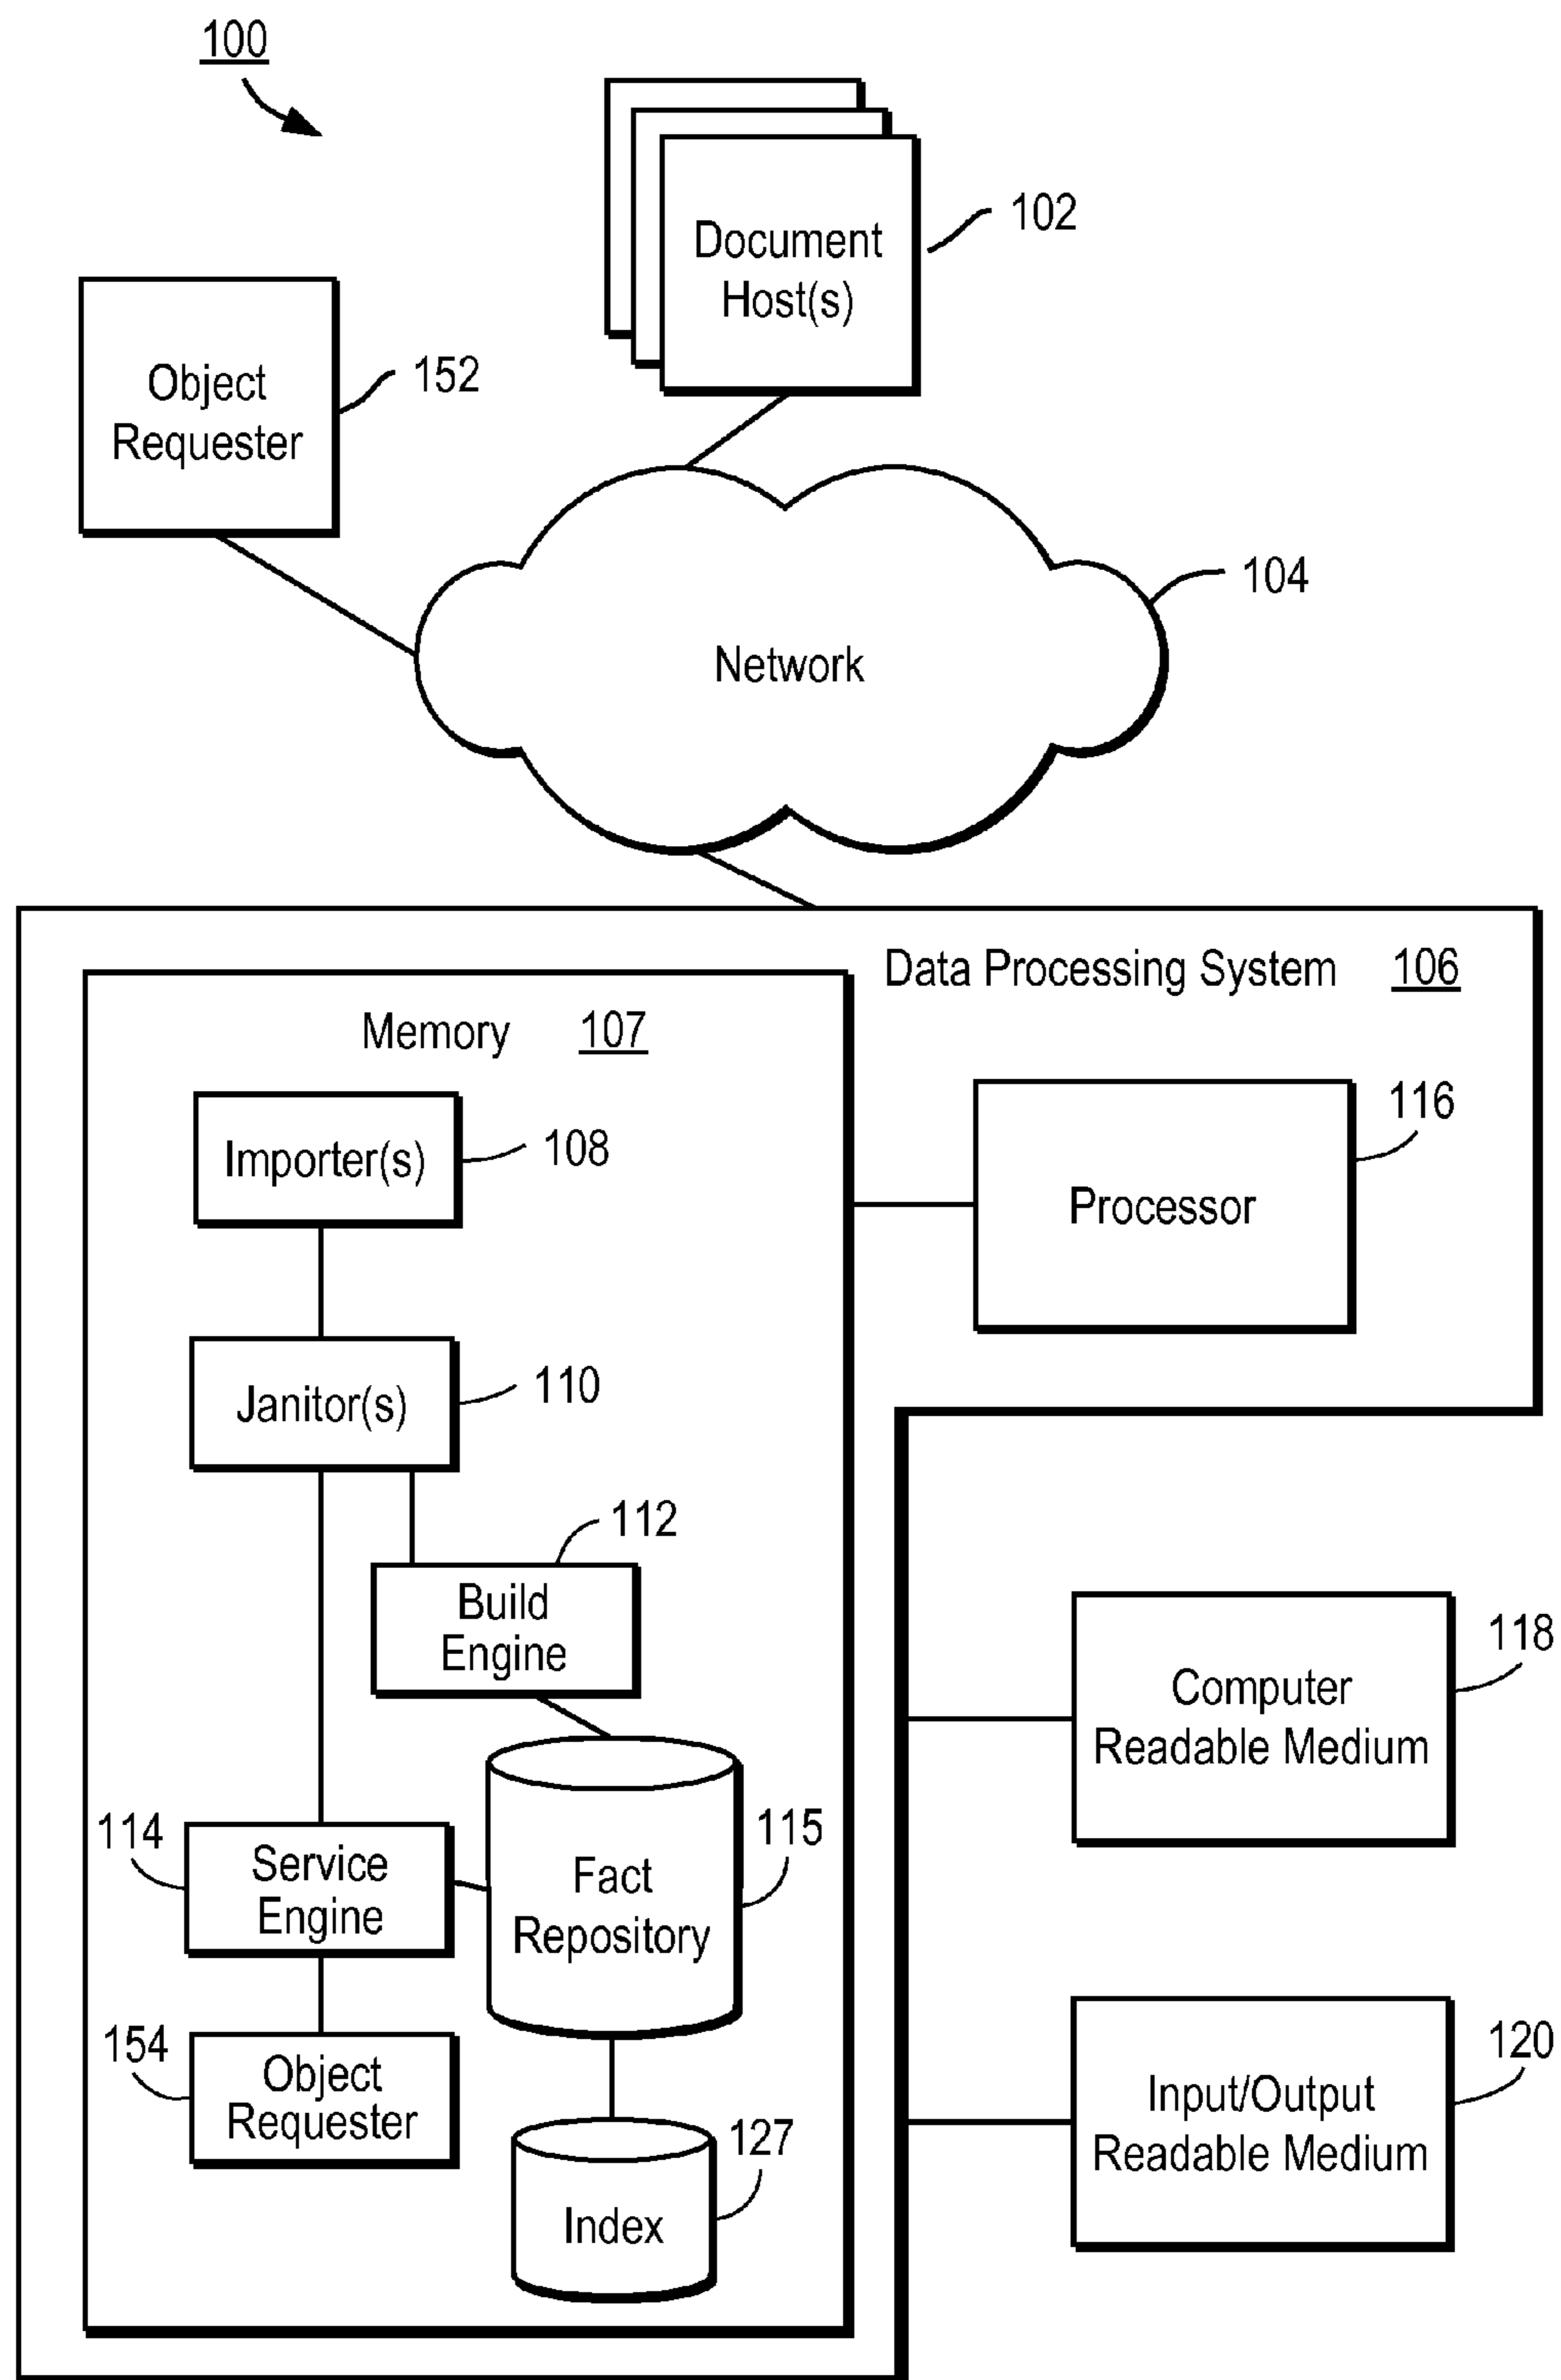 100
Document
Host(s)
102
Object
Requester
152
Network
104
Data Processing System 106
Memory 107
Importer(s)
108
Processor
116
Janitor(s)
110
112
Build
Engine
Computer
Readable Medium
118
114
Service
Engine
Fact
Repository
115
154
Object
Requester
Index
127
Input/Output
Readable Medium
120